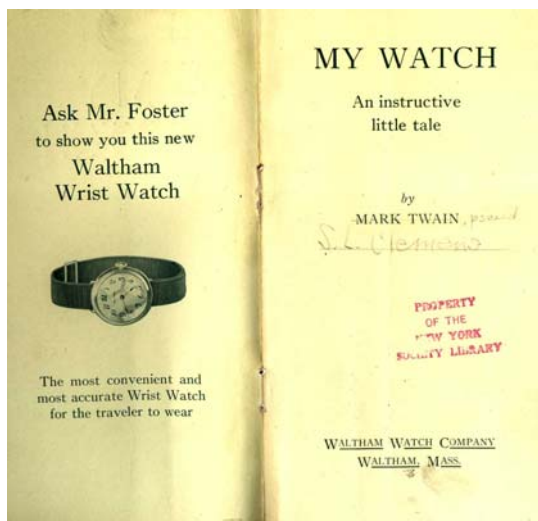 Ask Mr. Foster
to show you this new
Waltham
Wrist Watch
The most convenient and
most accurate Wrist Watch
for the traveler to wear
MY WATCH
An instructive
little tale
by
MARK TWAIN, pseud
S. L. Clemens
PROPERTY
OF THE
NEW YORK
SOCIETY LIBRARY
WALTHAM WATCH COMPANY
WALTHAM, MASS.